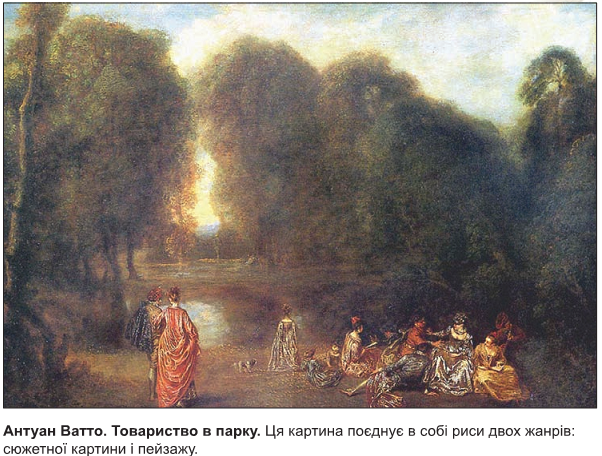 Антуан Ватто. Товариство в парку. Ця картина поєднує в собі риси двох жанрів:
сюжетної картини і пейзажу.